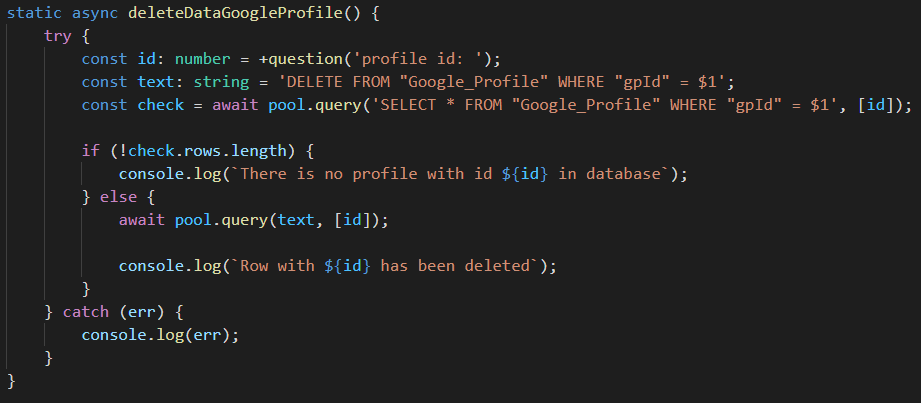 static async deleteDataGoogleProfile() {
    try {
        const id: number = +question('profile id: ');
        const text: string = 'DELETE FROM "Google_Profile" WHERE "gpId" = $1';
        const check = await pool.query('SELECT * FROM "Google_Profile" WHERE "gpId" = $1', [id]);

        if (!check.rows.length) {
            console.log(`There is no profile with id ${id} in database`);
        } else {
            await pool.query(text, [id]);

            console.log(`Row with ${id} has been deleted`);
        }
    } catch (err) {
        console.log(err);
    }
}